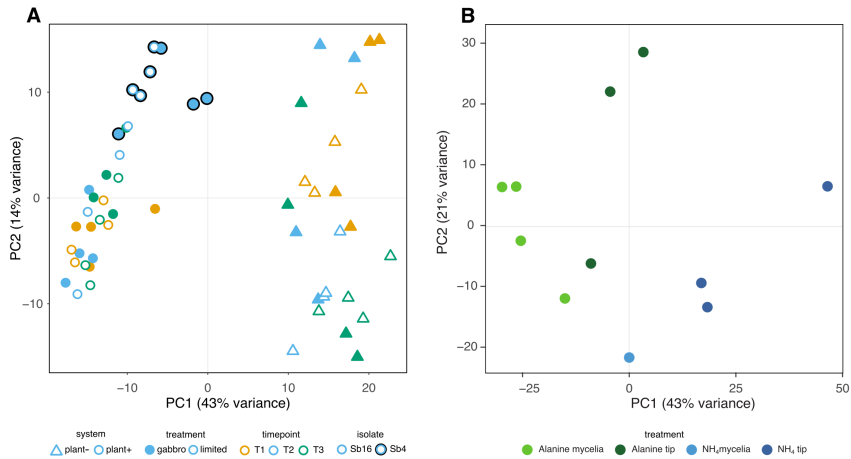 A
10
0
−10
PC2 (14% variance)
−10
0
10
20
PC1 (43% variance)
system
plant−
plant+
treatment
gabbro
limited
timepoint
T1
T2
T3
isolate
Sb16
Sb4
B
30
20
10
0
−10
−20
PC2 (21% variance)
−25
0
25
50
PC1 (43% variance)
treatment
Alanine mycelia
Alanine tip
NH₄mycelia
NH₄ tip